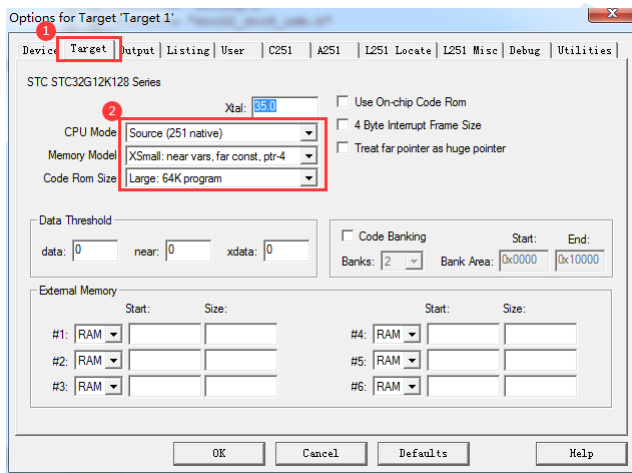 Options for Target 'Target 1'
1
Device Target Output Listing User C251 A251 L251 Locate L251 Misc Debug Utilities
STC STC32G12K128 Series
Xtal: 35.0
Use On-chip Code Rom
2
CPU Mode Source (251 native)
4 Byte Interrupt Frame Size
Memory Model XSmall: near vars, far const, ptr-4
Treat far pointer as huge pointer
Code Rom Size Large: 64K program
Data Threshold
data: 0 near: 0 xdata: 0
Code Banking Start: End:
Banks: 2 Bank Area: 0x0000 0x10000
External Memory
Start: Size: Start: Size:
#1: RAM #4: RAM
#2: RAM #5: RAM
#3: RAM #6: RAM
OK Cancel Defaults Help